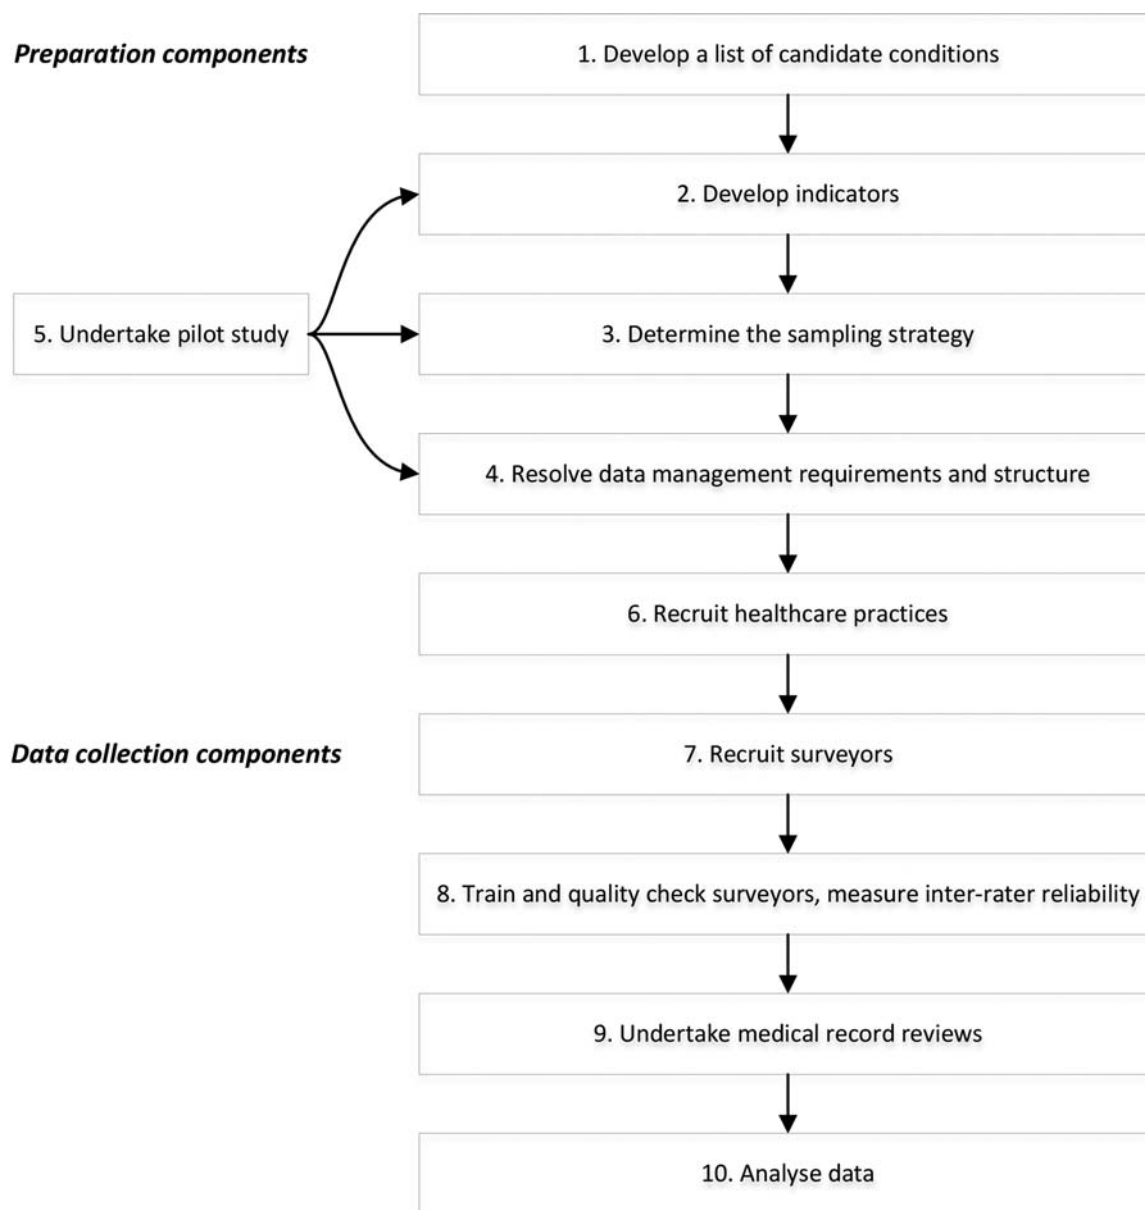 Preparation components
1. Develop a list of candidate conditions
2. Develop indicators
5. Undertake pilot study
3. Determine the sampling strategy
4. Resolve data management requirements and structure
6. Recruit healthcare practices
Data collection components
7. Recruit surveyors
8. Train and quality check surveyors, measure inter-rater reliability
9. Undertake medical record reviews
10. Analyse data